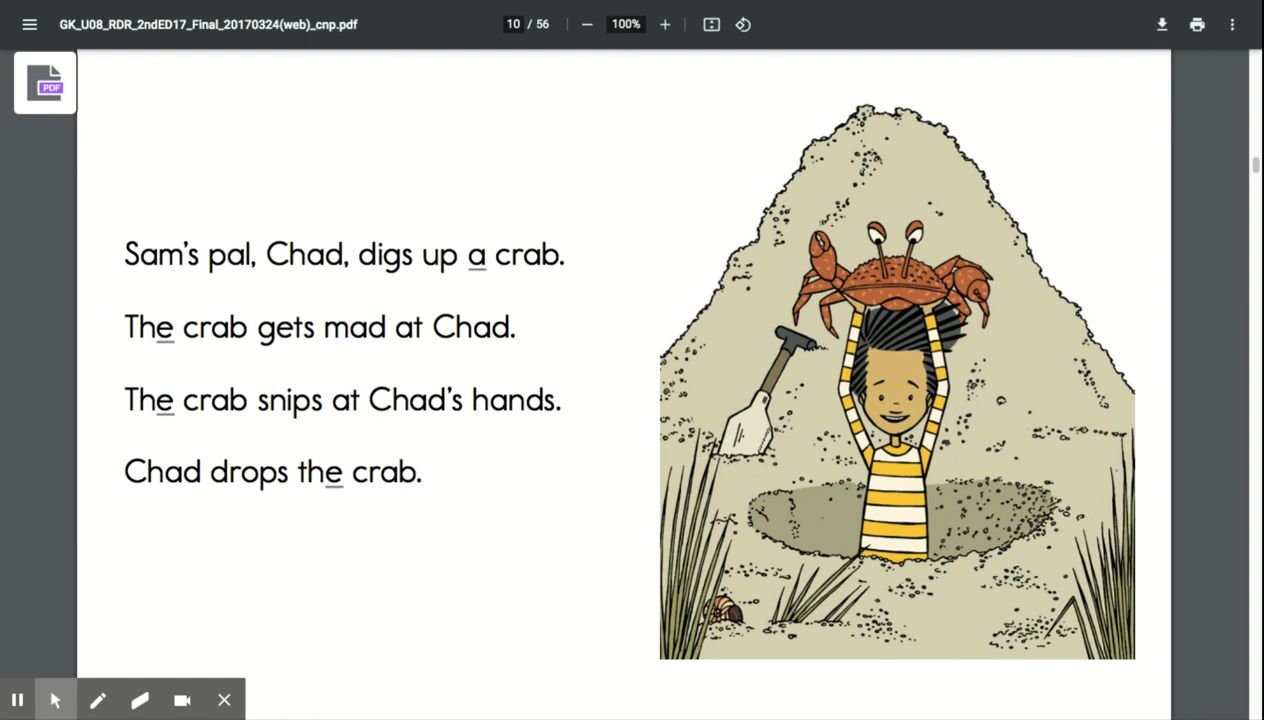 GK_U08_RDR_2ndED17_Final_20170324(web)_cnp.pdf
10 / 56
100%
PDF
Sam's pal, Chad, digs up a crab.
The crab gets mad at Chad.
The crab snips at Chad's hands.
Chad drops the crab.